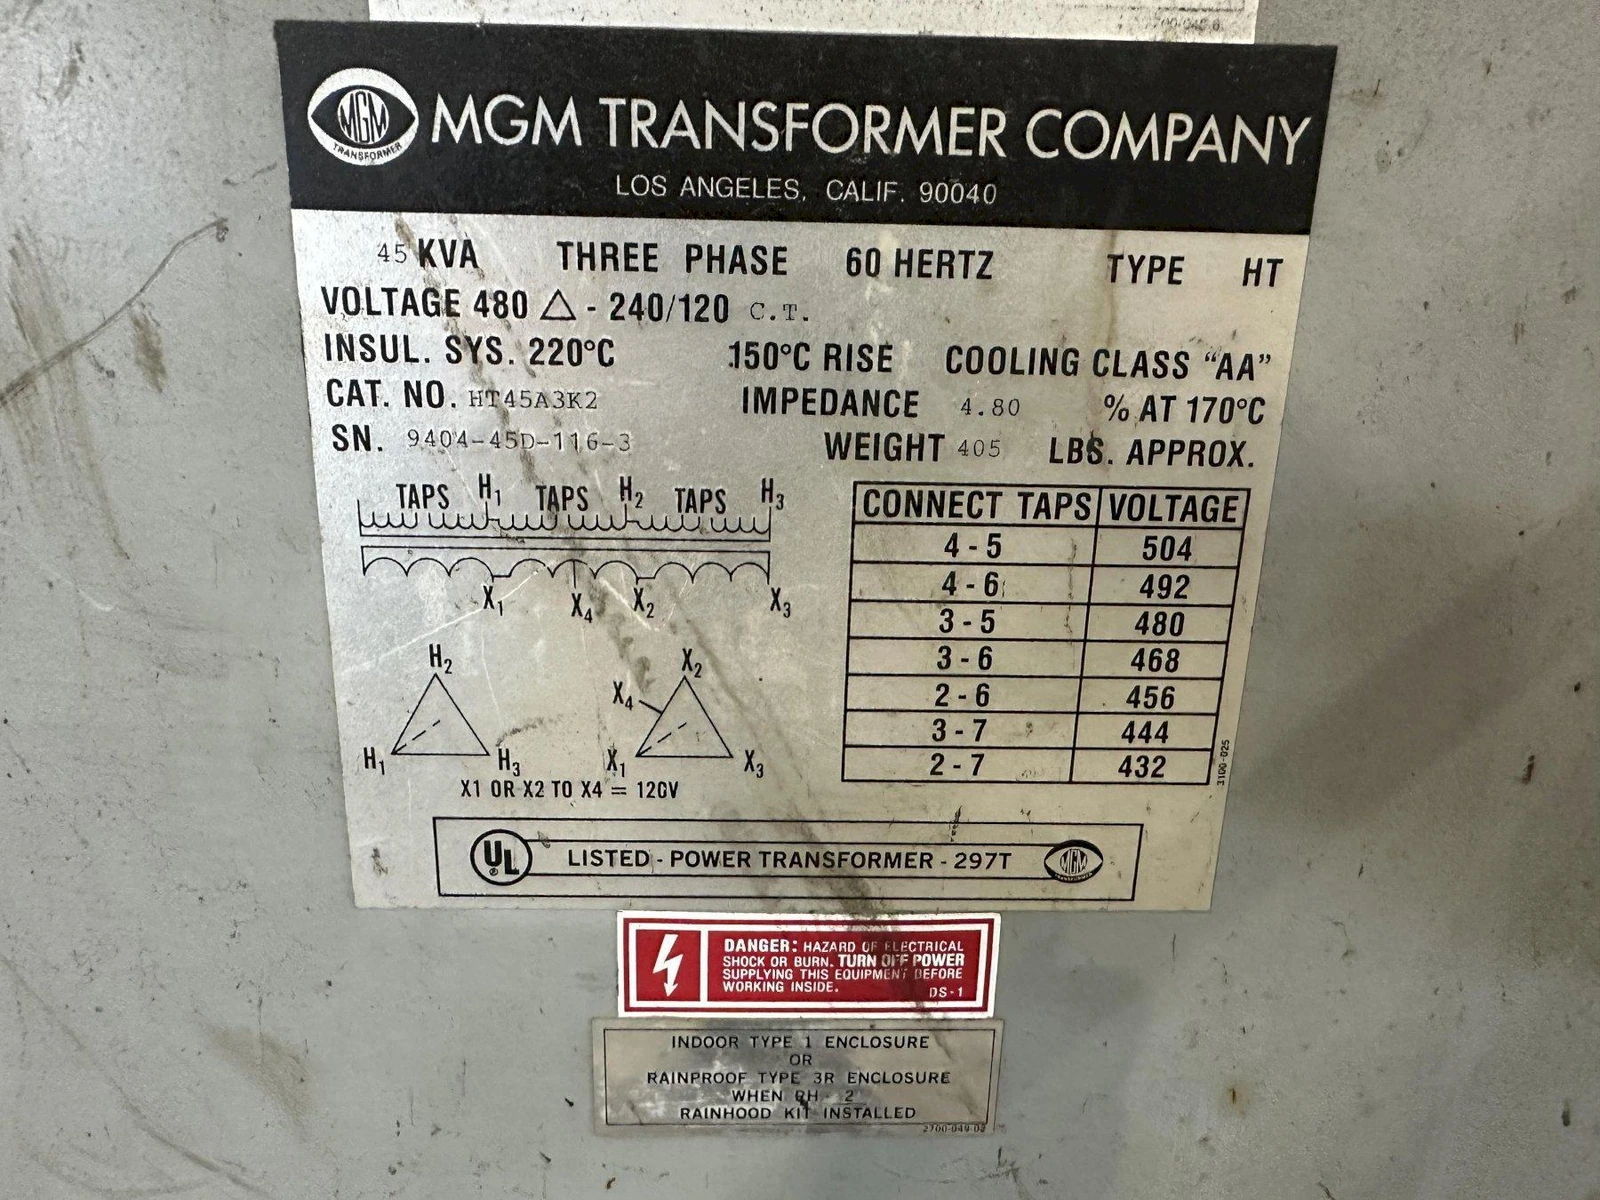 2700-045-0
MGM
TRANSFORMER
MGM TRANSFORMER COMPANY
LOS ANGELES, CALIF. 90040
45 KVA THREE PHASE 60 HERTZ TYPE HT
VOLTAGE 480 △ - 240/120 C.T.
INSUL. SYS. 220°C 150°C RISE COOLING CLASS "AA"
CAT. NO. HT45A3K2 IMPEDANCE 4.80 % AT 170°C
SN. 9404-45D-116-3 WEIGHT 405 LBS. APPROX.
TAPS H1 TAPS H2 TAPS H3
X1 X4 X2 X3
H2
H1 H3
X2
X4
X1 X3
X1 OR X2 TO X4 = 120V
CONNECT TAPS VOLTAGE
4 - 5 504
4 - 6 492
3 - 5 480
3 - 6 468
2 - 6 456
3 - 7 444
2 - 7 432
3100-025
UL LISTED - POWER TRANSFORMER - 297T MGM
DANGER: HAZARD OF ELECTRICAL
SHOCK OR BURN. TURN OFF POWER
SUPPLYING THIS EQUIPMENT BEFORE
WORKING INSIDE. DS-1
INDOOR TYPE 1 ENCLOSURE
OR
RAINPROOF TYPE 3R ENCLOSURE
WHEN RH - 2
RAINHOOD KIT INSTALLED